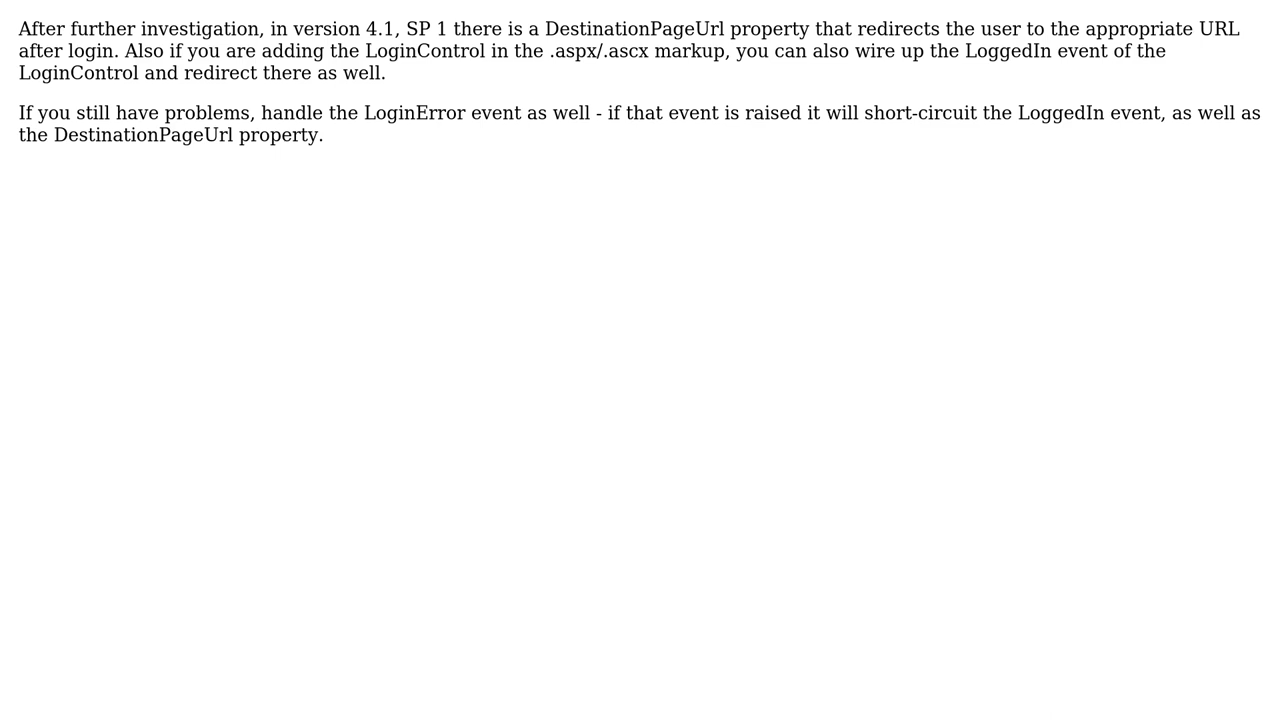 After further investigation, in version 4.1, SP 1 there is a DestinationPageUrl property that redirects the user to the appropriate URL
after login. Also if you are adding the LoginControl in the .aspx/.ascx markup, you can also wire up the LoggedIn event of the
LoginControl and redirect there as well.
If you still have problems, handle the LoginError event as well - if that event is raised it will short-circuit the LoggedIn event, as well as
the DestinationPageUrl property.